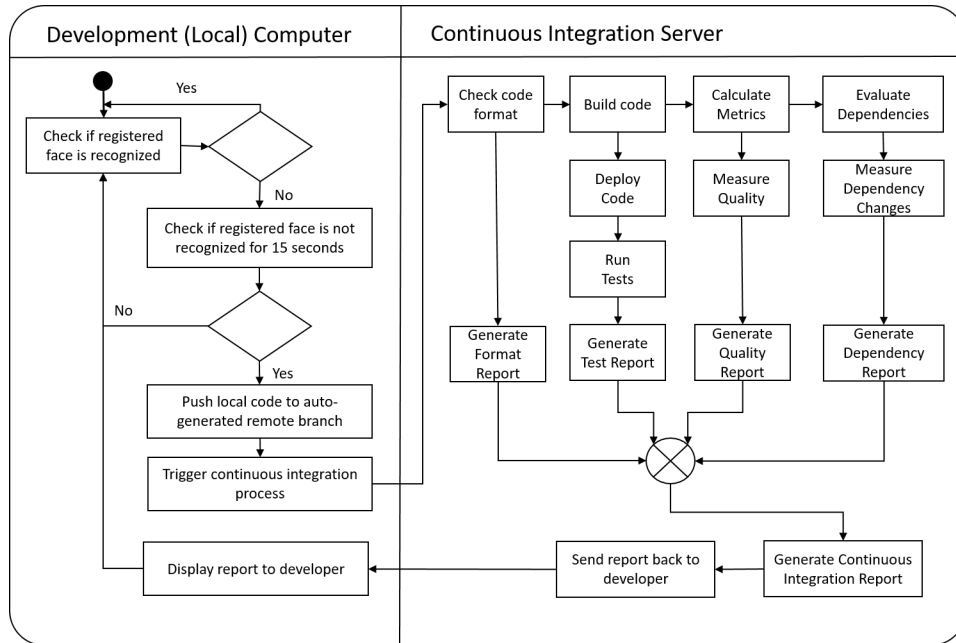 Development (Local) Computer
Continuous Integration Server
Yes
Check if registered
face is recognized
No
Check if registered face is not
recognized for 15 seconds
No
Yes
Push local code to auto-
generated remote branch
Trigger continuous integration
process
Display report to developer
Check code
format
Build code
Calculate
Metrics
Evaluate
Dependencies
Deploy
Code
Measure
Quality
Measure
Dependency
Changes
Run
Tests
Generate
Format
Report
Generate
Test Report
Generate
Quality
Report
Generate
Dependency
Report
Send report back to
developer
Generate Continuous
Integration Report